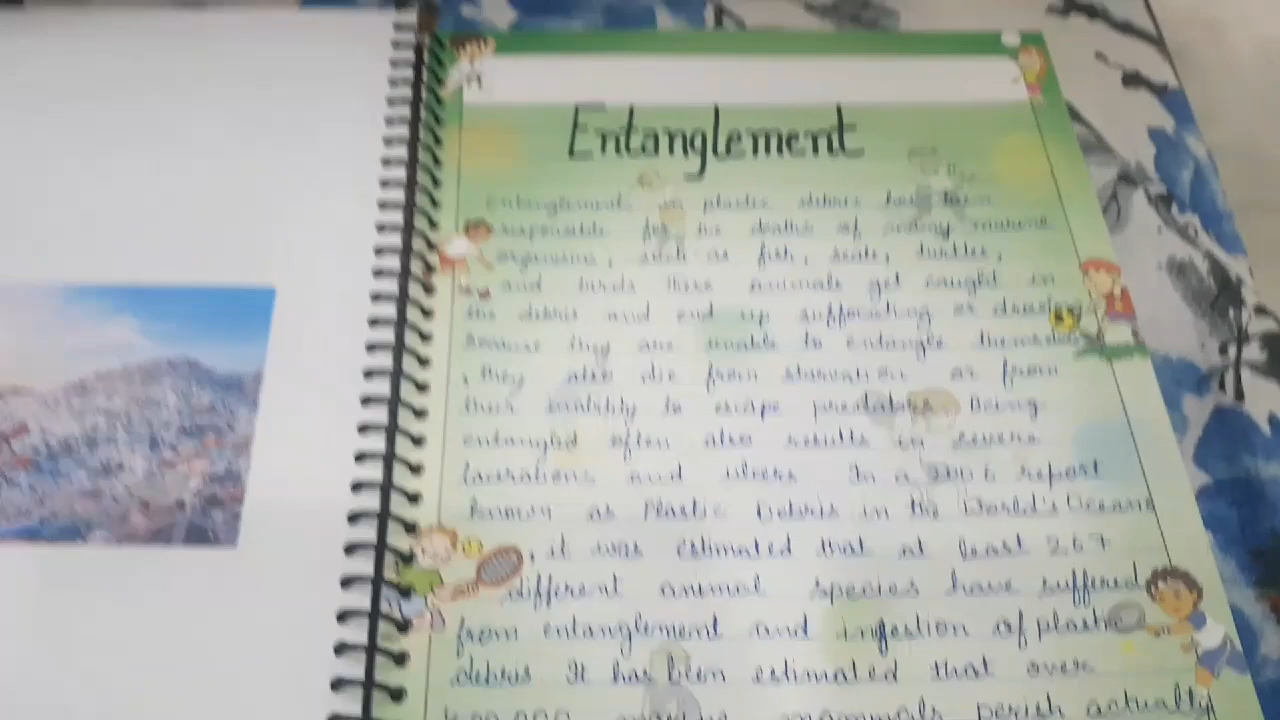 Entanglement
Entanglement in plastic debris has been
responsible for the deaths of many marine
organisms, such as fish, seals, turtles,
and birds these animals get caught in
the debris and end up suffocating or
because they are unable to entangle
, they also die from starvation or from
their inability to escape predators. Being
entangled often also results in severe
lacerations and ulcers In a 2006 report
known as Plastic Debris in the World's Oceans
, it was estimated that at least 267
different animal species have suffered
from entanglement and ingestion of plastic
debris It has been estimated that over
400,000 marine mammals perish actually